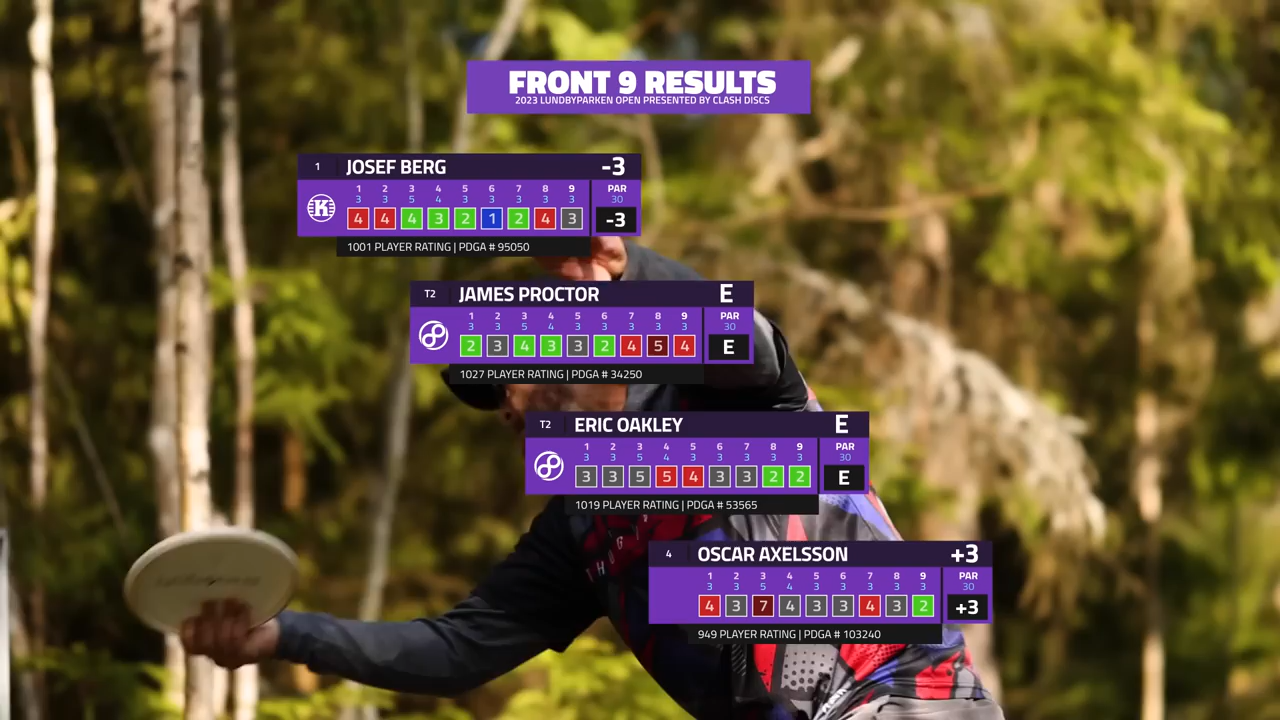 FRONT 9 RESULTS
2023 LUNDBYPARKEN OPEN PRESENTED BY CLASH DISCS
1 JOSEF BERG -3
1 2 3 4 5 6 7 8 9 PAR
3 3 5 4 3 3 3 3 3 30
4 4 4 3 2 1 2 4 3 -3
K
1001 PLAYER RATING | PDGA # 95050
T2 JAMES PROCTOR E
1 2 3 4 5 6 7 8 9 PAR
3 3 5 4 3 3 3 3 3 30
2 3 4 3 3 2 4 5 4 E
1027 PLAYER RATING | PDGA # 34250
T2 ERIC OAKLEY E
1 2 3 4 5 6 7 8 9 PAR
3 3 5 4 3 3 3 3 3 30
3 3 5 5 4 3 3 2 2 E
1019 PLAYER RATING | PDGA # 53565
4 OSCAR AXELSSON +3
1 2 3 4 5 6 7 8 9 PAR
3 3 5 4 3 3 3 3 3 30
4 3 7 4 3 3 4 3 2 +3
949 PLAYER RATING | PDGA # 103240